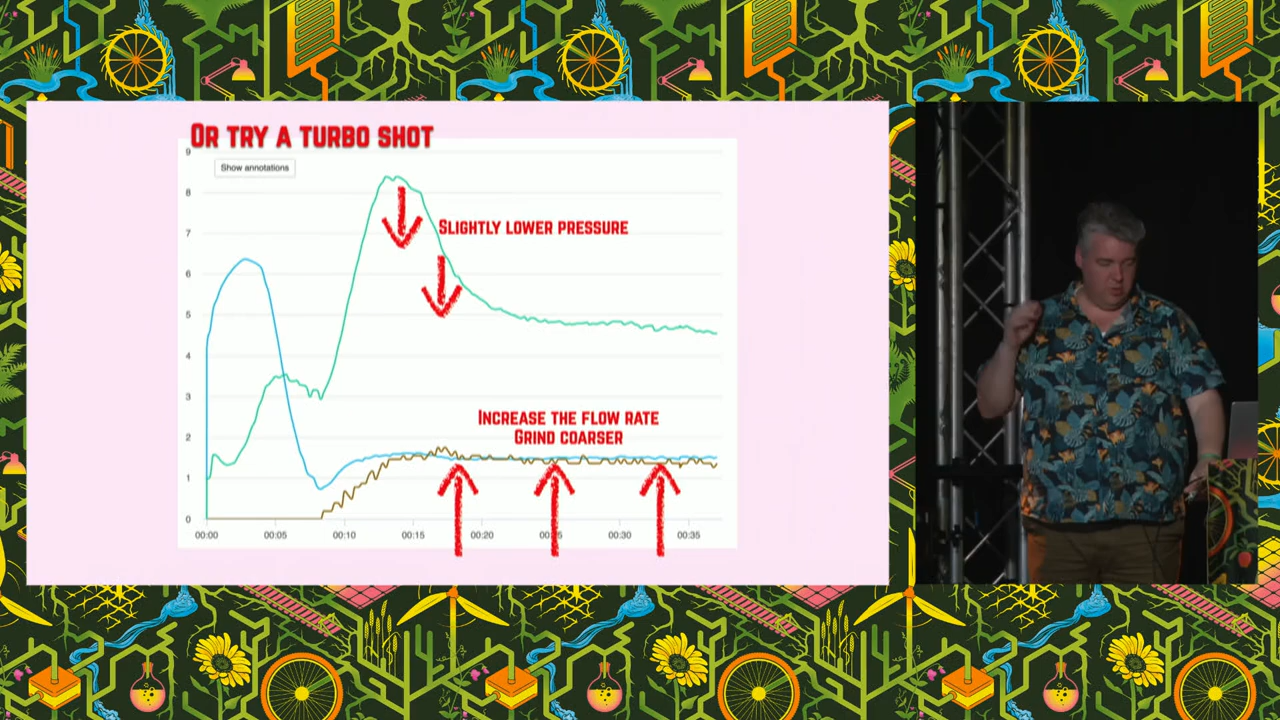 OR TRY A TURBO SHOT
9
Show annotations
8
7
SLIGHTLY LOWER PRESSURE
6
5
4
3
INCREASE THE FLOW RATE
2
GRIND COARSER
1
0
00:00 00:05 00:10 00:15 00:20 00:30 00:35